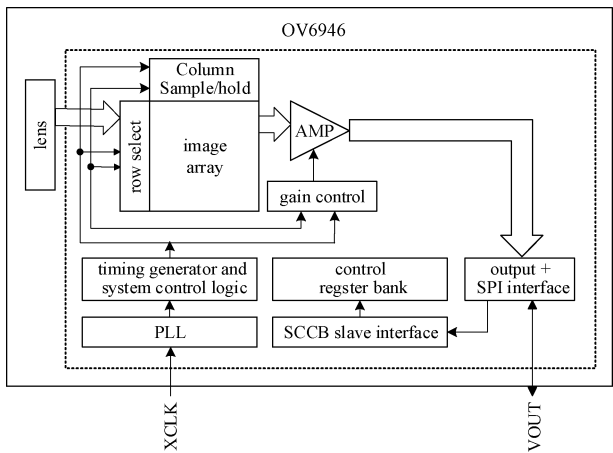 OV6946
Column
Sample/hold
lens
row select
image
array
AMP
gain control
timing generator and
system control logic
control
regster bank
output +
SPI interface
PLL
SCCB slave interface
XCLK
VOUT